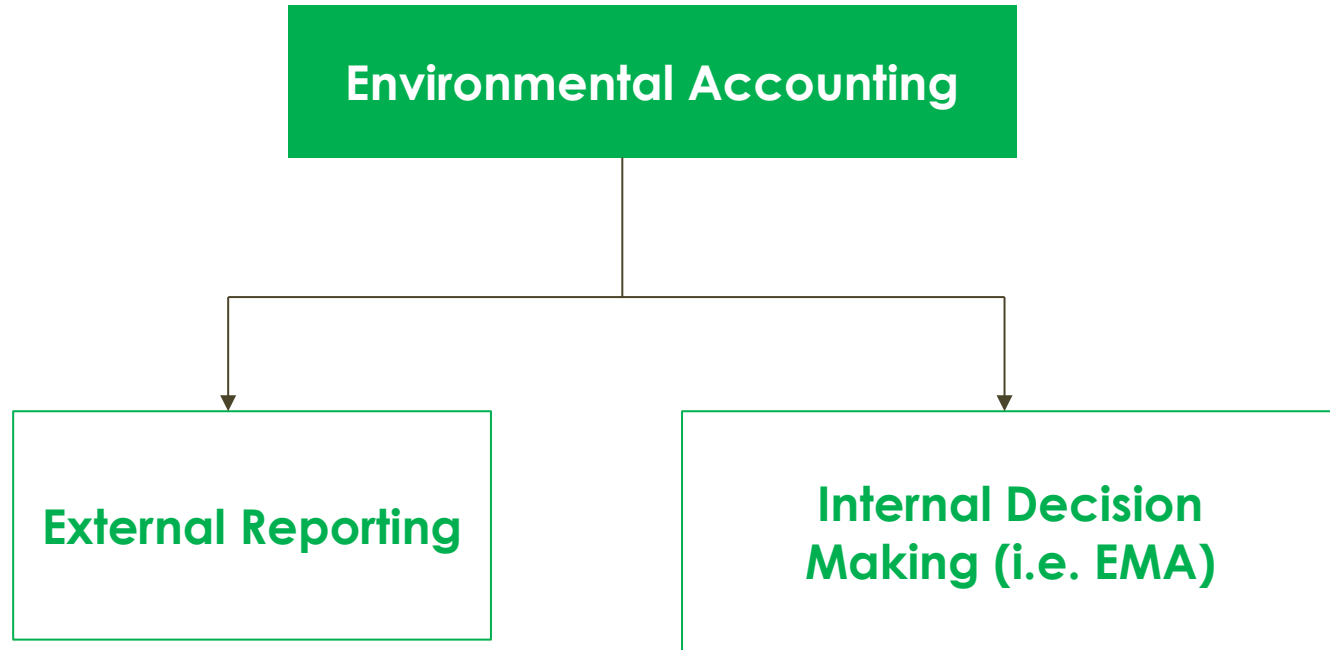 Environmental Accounting
External Reporting
Internal Decision
Making (i.e. EMA)